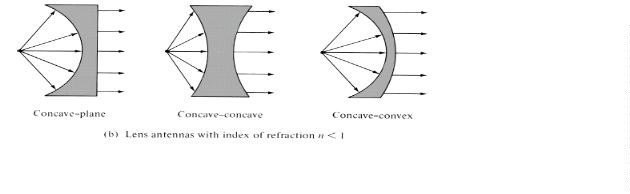 Concave-plane Concave-concave Concave-convex
(b) Lens antennas with index of refraction n < 1